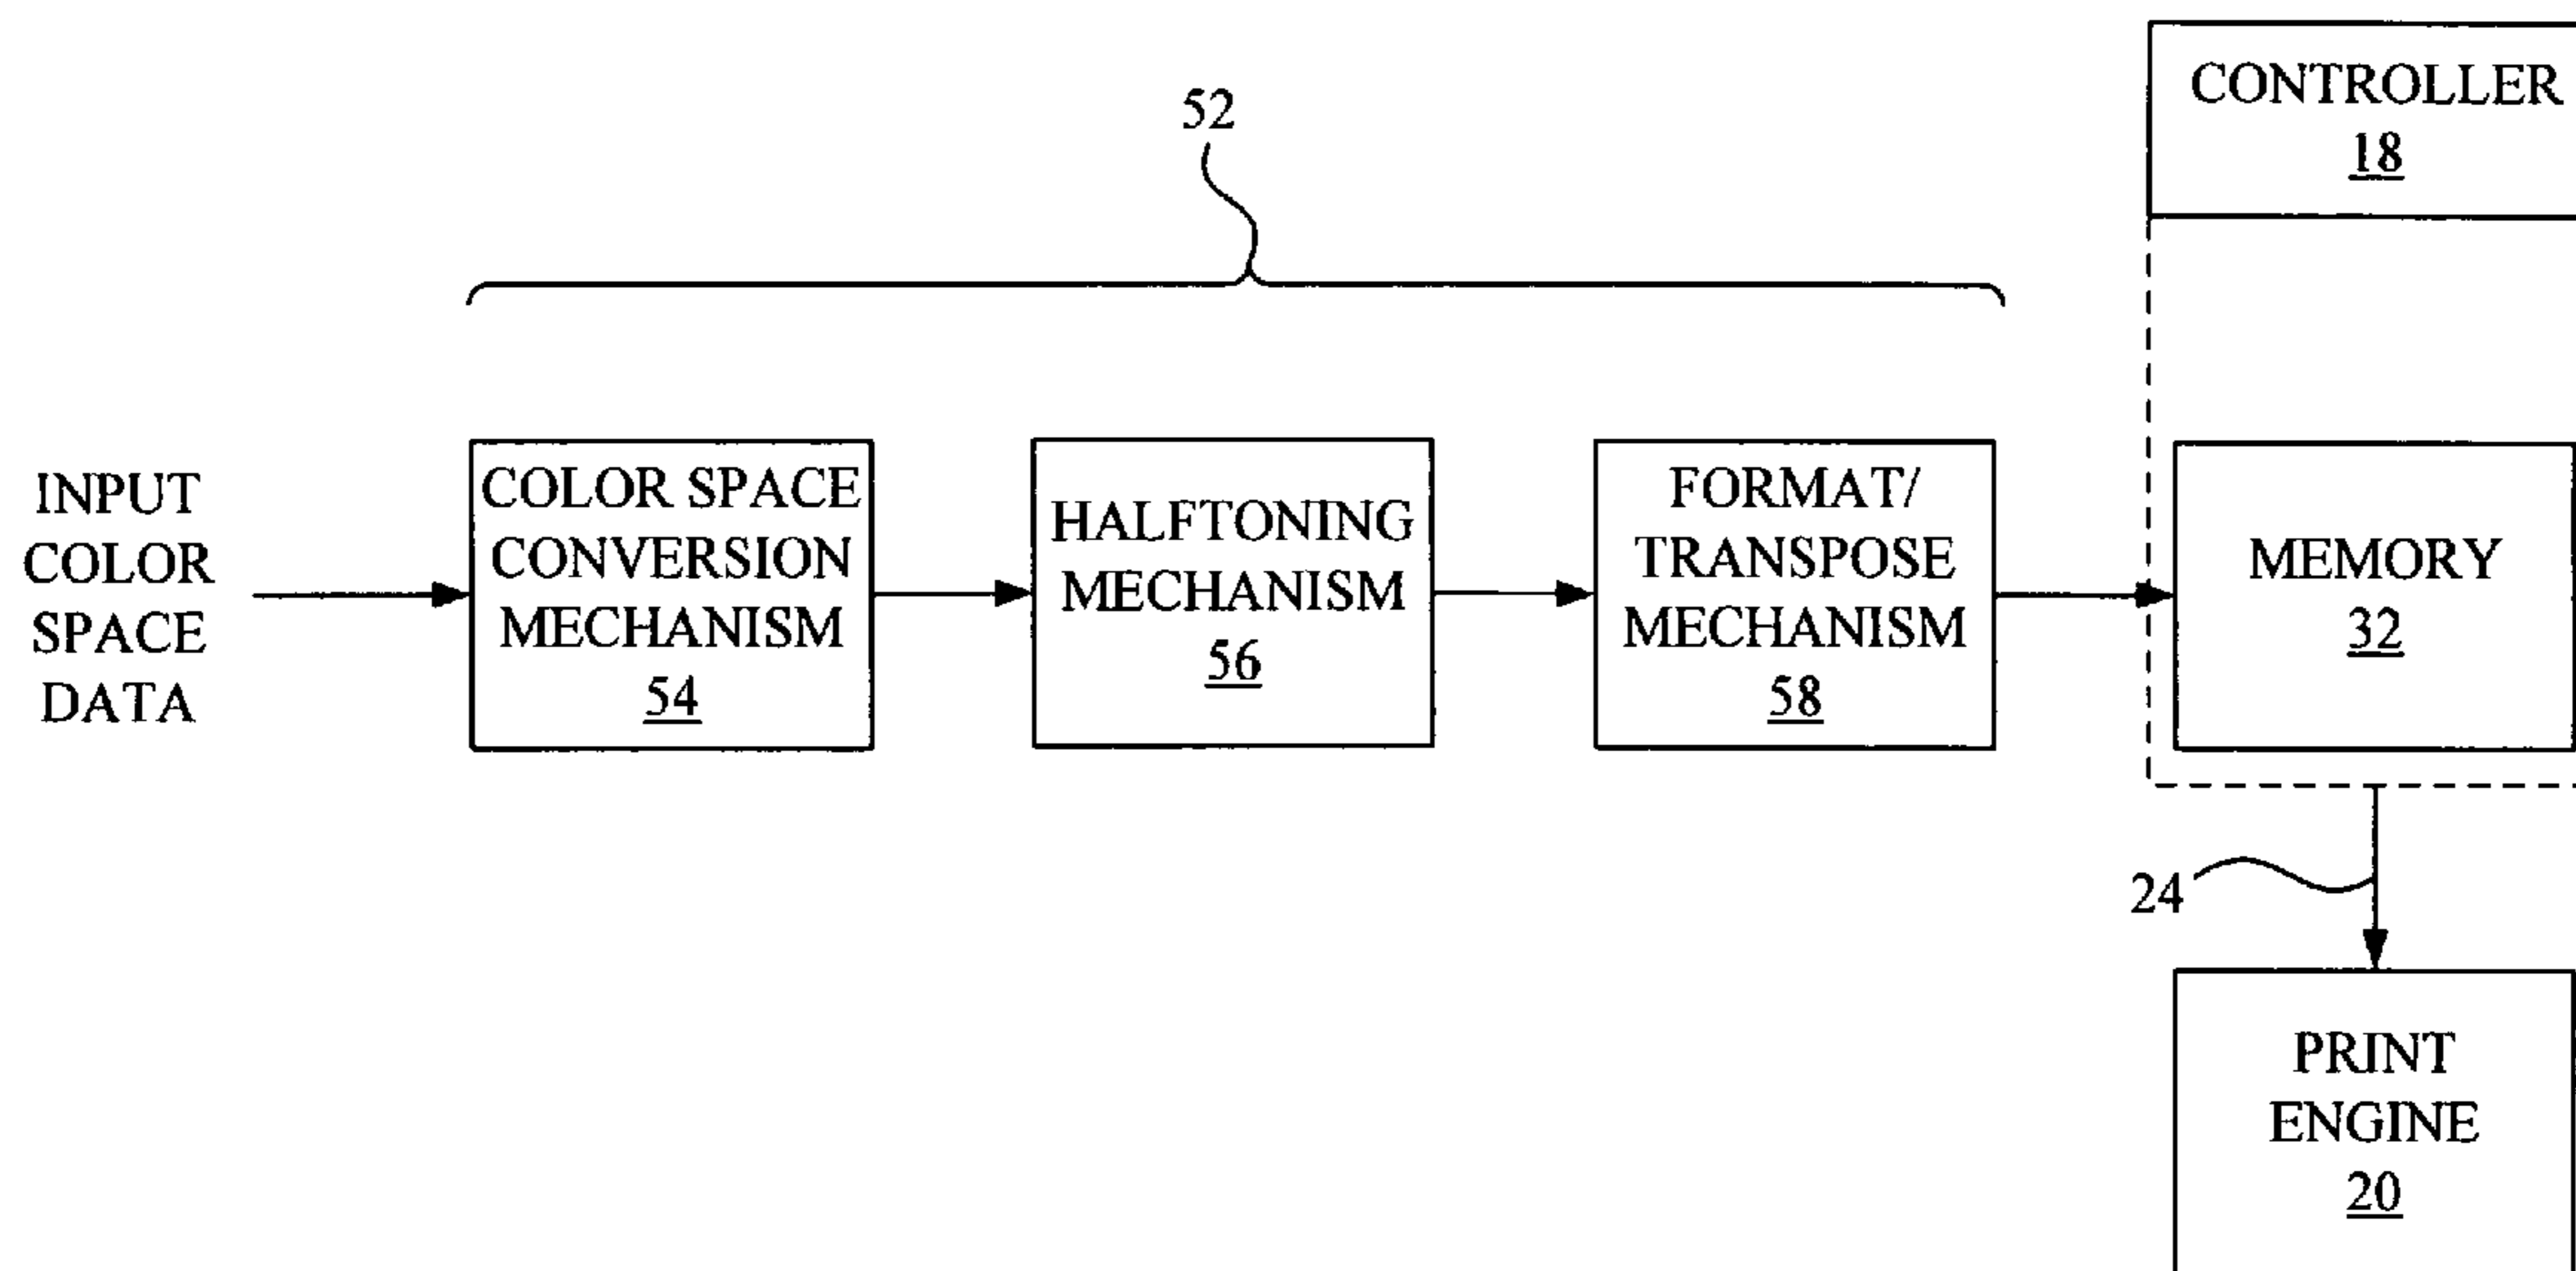 CONTROLLER
18
52
INPUT
COLOR
SPACE
DATA
COLOR SPACE
CONVERSION
MECHANISM
54
HALFTONING
MECHANISM
56
FORMAT/
TRANSPOSE
MECHANISM
58
MEMORY
32
24
PRINT
ENGINE
20